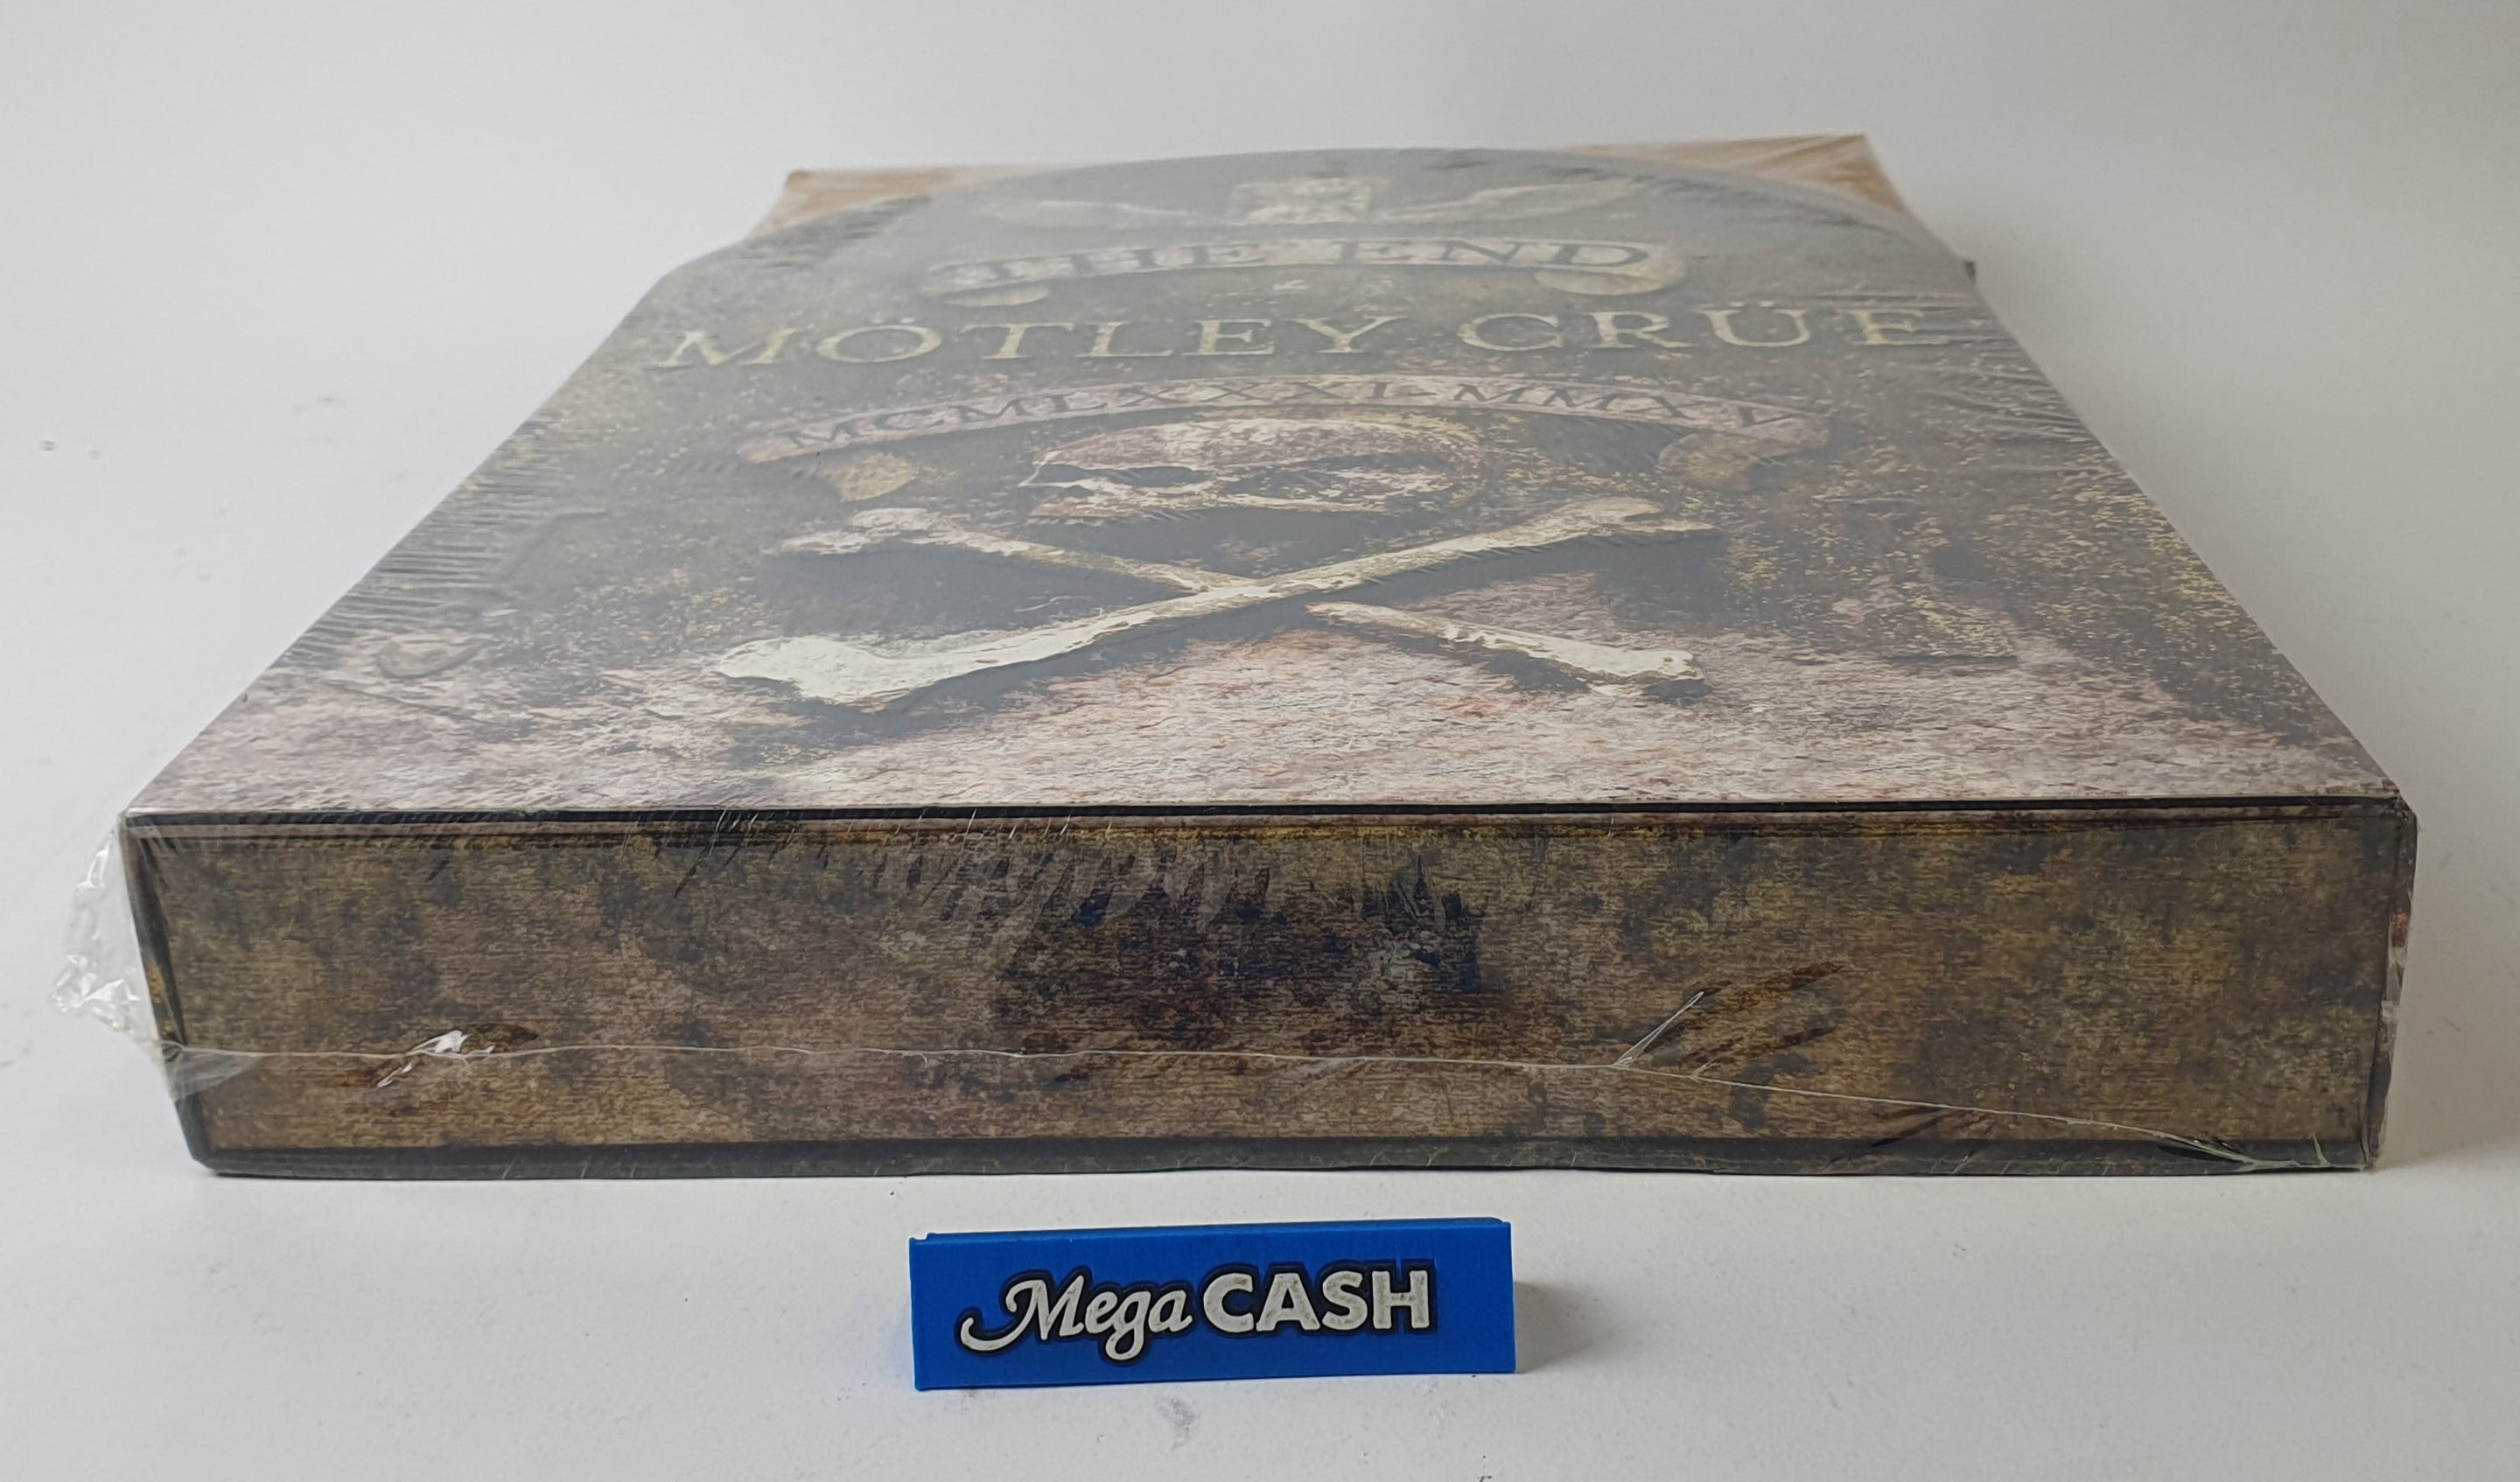 THE END
MÖTLEY CRÜE
MCMLXXXI-MMXV
Mega CASH